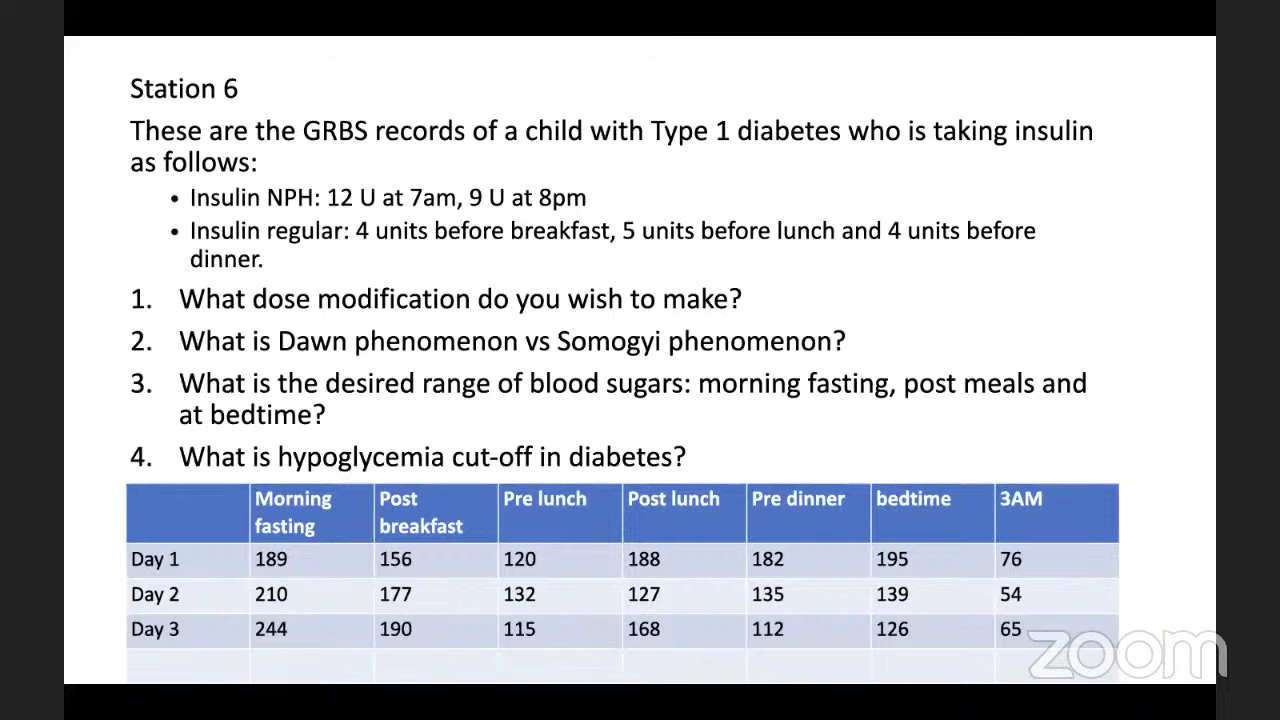 Station 6
These are the GRBS records of a child with Type 1 diabetes who is taking insulin
as follows:
• Insulin NPH: 12 U at 7am, 9 U at 8pm
• Insulin regular: 4 units before breakfast, 5 units before lunch and 4 units before
dinner.
1. What dose modification do you wish to make?
2. What is Dawn phenomenon vs Somogyi phenomenon?
3. What is the desired range of blood sugars: morning fasting, post meals and
at bedtime?
4. What is hypoglycemia cut-off in diabetes?
Morning fasting Post breakfast Pre lunch Post lunch Pre dinner bedtime 3AM
Day 1 189 156 120 188 182 195 76
Day 2 210 177 132 127 135 139 54
Day 3 244 190 115 168 112 126 65
zoom